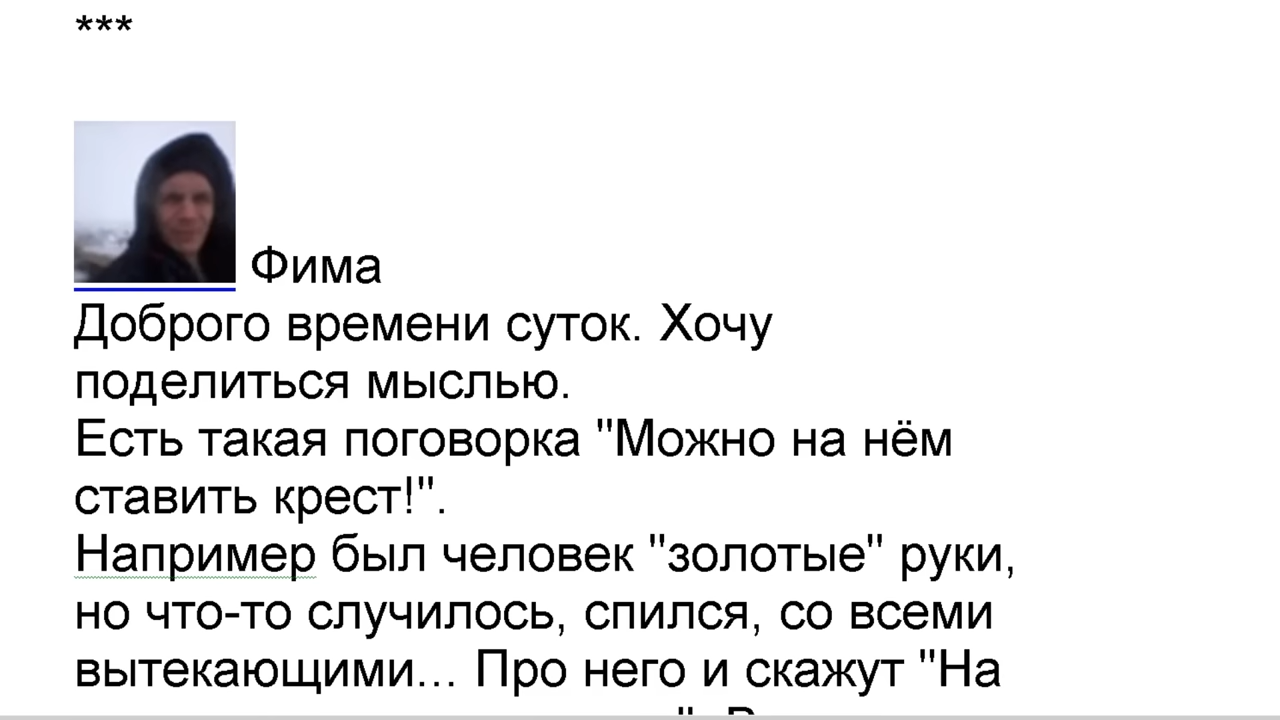 ***
Фима
Доброго времени суток. Хочу
поделиться мыслью.
Есть такая поговорка "Можно на нём
ставить крест!".
Например был человек "золотые" руки,
но что-то случилось, спился, со всеми
вытекающими... Про него и скажут "На